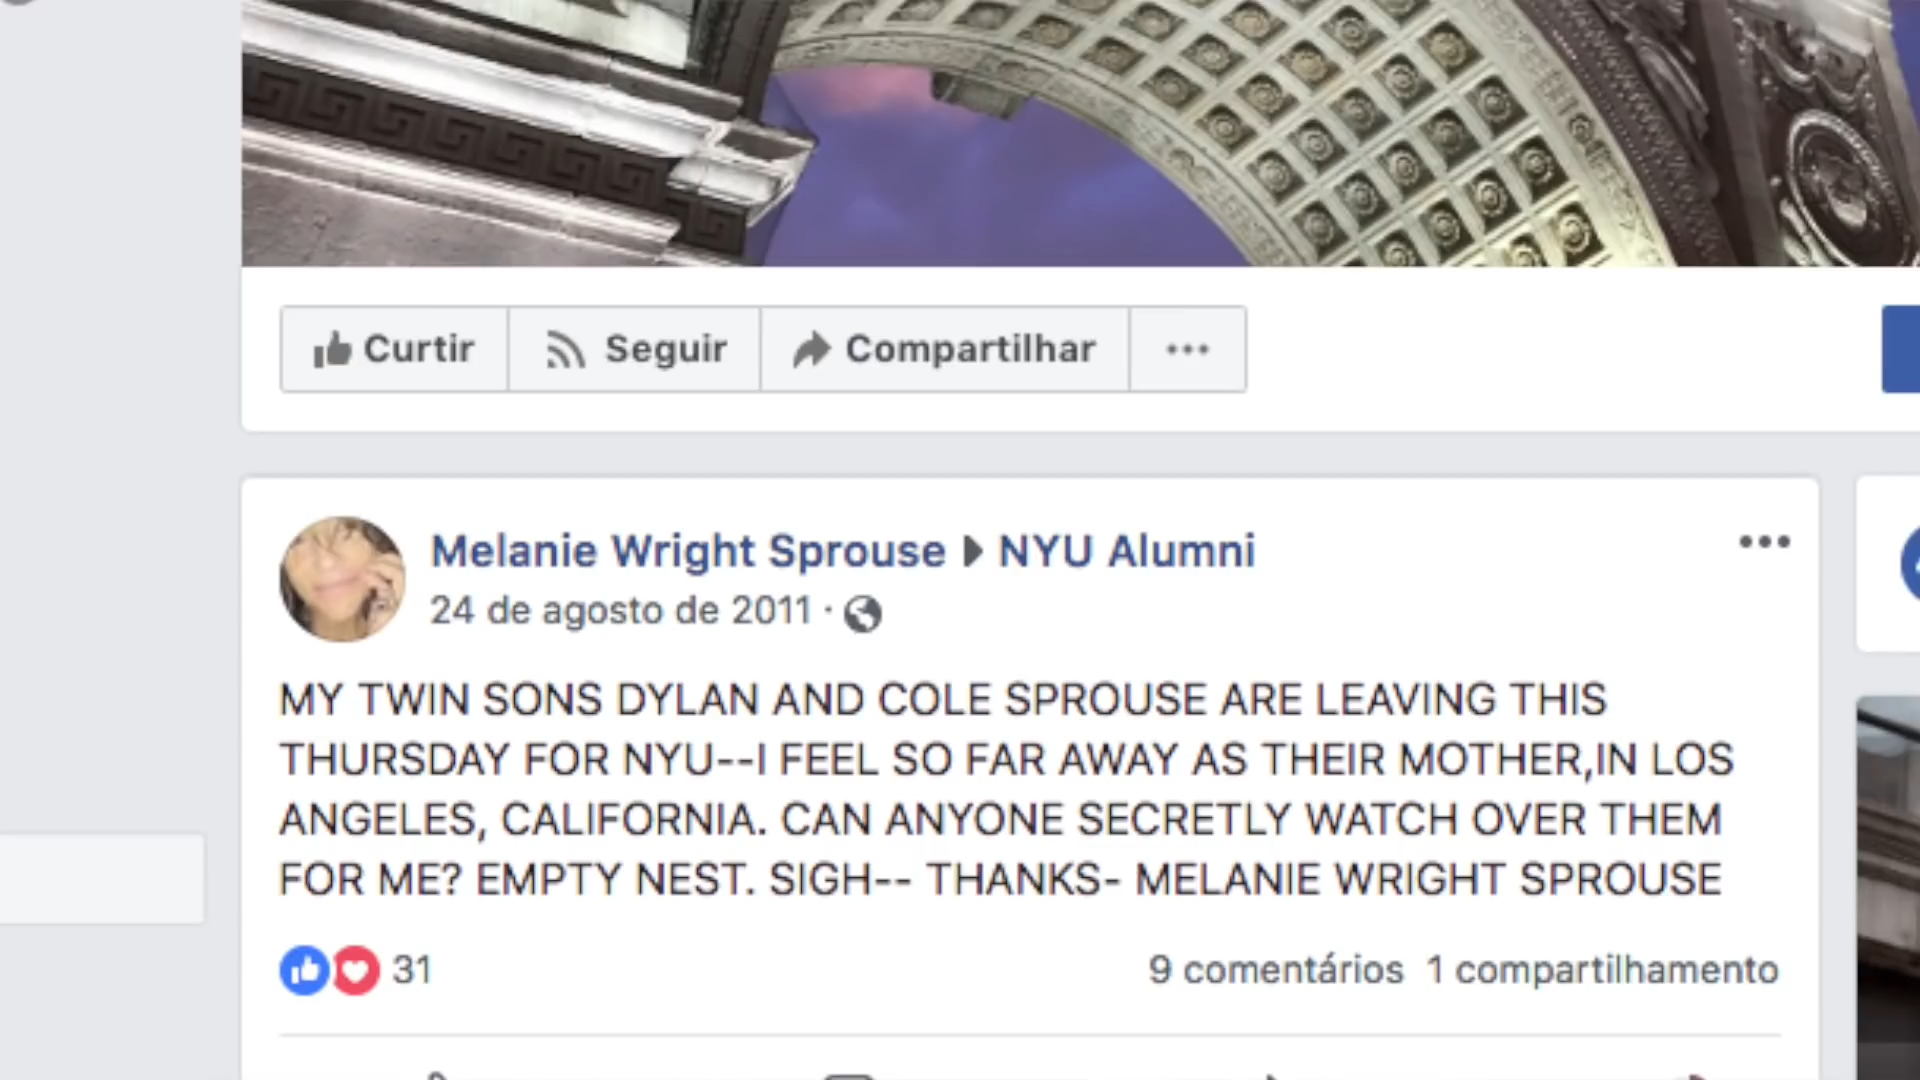 Curtir
Seguir
Compartilhar
Melanie Wright Sprouse NYU Alumni
24 de agosto de 2011 ·
MY TWIN SONS DYLAN AND COLE SPROUSE ARE LEAVING THIS
THURSDAY FOR NYU--I FEEL SO FAR AWAY AS THEIR MOTHER,IN LOS
ANGELES, CALIFORNIA. CAN ANYONE SECRETLY WATCH OVER THEM
FOR ME? EMPTY NEST. SIGH-- THANKS- MELANIE WRIGHT SPROUSE
31
9 comentários 1 compartilhamento